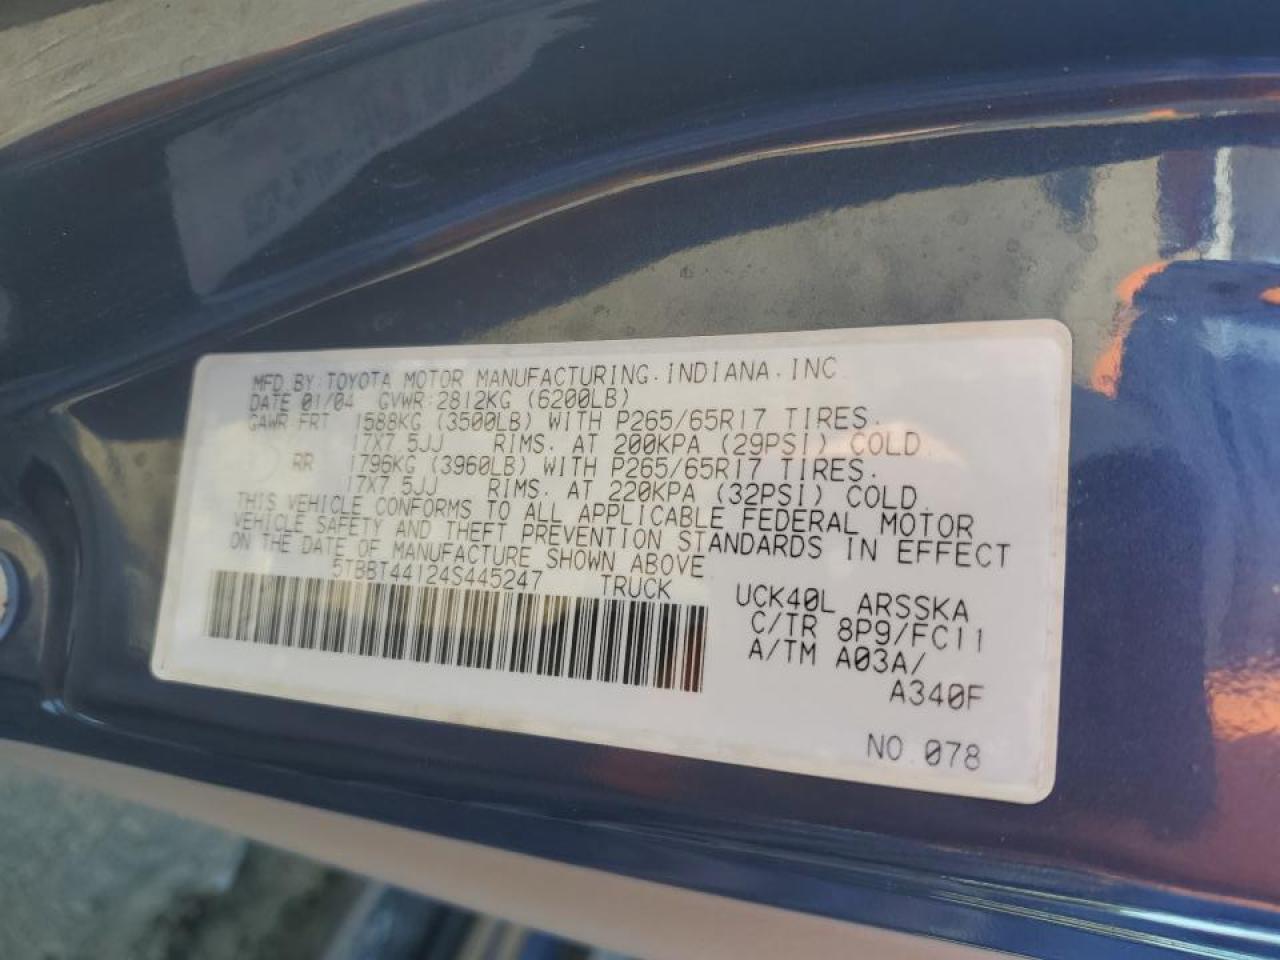 MFD BY:TOYOTA MOTOR MANUFACTURING.INDIANA.INC.
DATE 01/04 GVWR:2812KG (6200LB)
GAWR FRT 1588KG (3500LB) WITH P265/65R17 TIRES.
17X7.5JJ RIMS. AT 200KPA (29PSI) COLD.
RR 1796KG (3960LB) WITH P265/65R17 TIRES.
17X7.5JJ RIMS. AT 220KPA (32PSI) COLD.
THIS VEHICLE CONFORMS TO ALL APPLICABLE FEDERAL MOTOR
VEHICLE SAFETY AND THEFT PREVENTION STANDARDS IN EFFECT
ON THE DATE OF MANUFACTURE SHOWN ABOVE
5TBBT44124S445247 TRUCK
UCK40L ARSSKA
C/TR 8P9/FC11
A/TM A03A/
A340F
NO.078